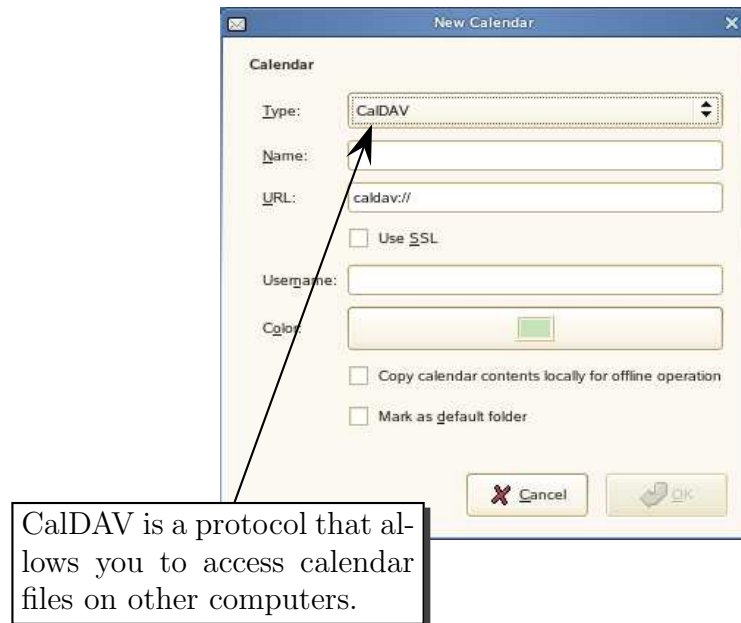 New Calendar
Calendar
Type:
CalDAV
Name:
URL:
caldav://
Use SSL
Username:
Color:
Copy calendar contents locally for offline operation
Mark as default folder
Cancel
OK
CalDAV is a protocol that al-
lows you to access calendar
files on other computers.